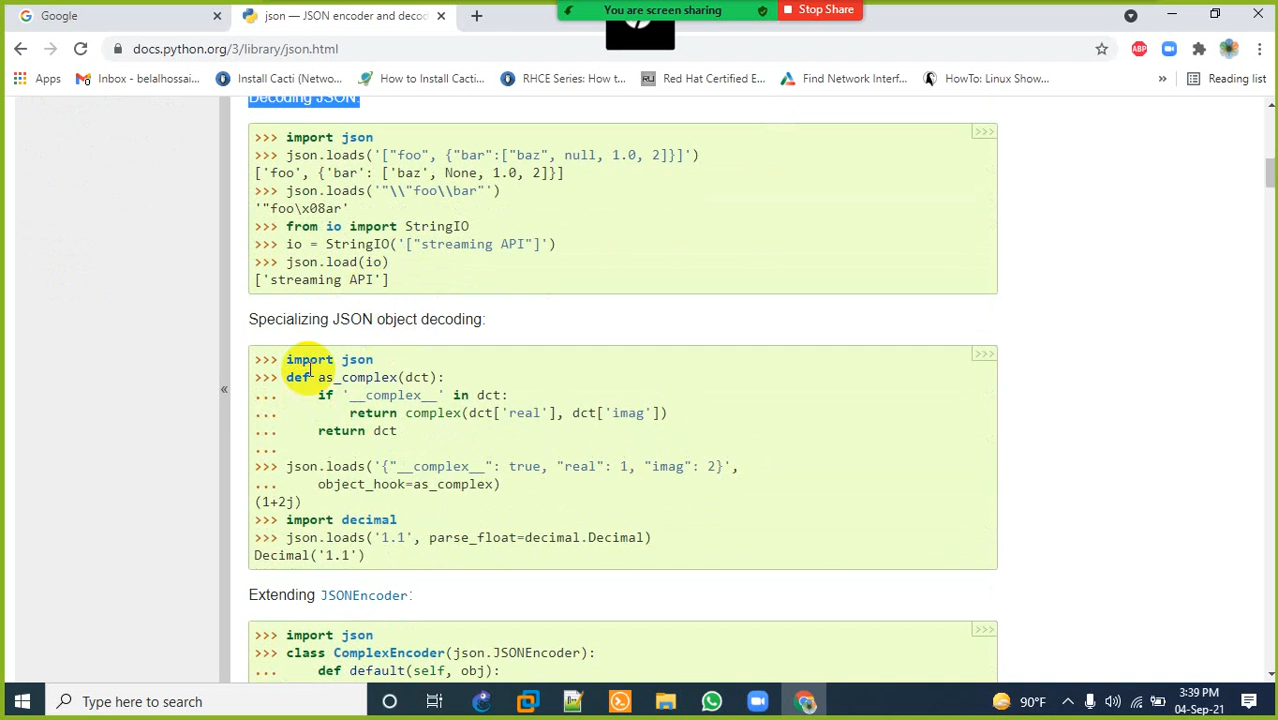 Google
json — JSON encoder and decod
You are screen sharing
Stop Share
docs.python.org/3/library/json.html
ABP
Apps
Inbox - belalhossai...
Install Cacti (Netwo...
How to Install Cacti...
RHCE Series: How t...
RU
Red Hat Certified E...
Find Network Interf...
HowTo: Linux Show...
»
Reading list
Decoding JSON:
>>>
>>> import json
>>> json.loads('["foo", {"bar":["baz", null, 1.0, 2]}]')
['foo', {'bar': ['baz', None, 1.0, 2]}]
>>> json.loads('"\\"foo\\bar"')
'"foo\x08ar'
>>> from io import StringIO
>>> io = StringIO('["streaming API"]')
>>> json.load(io)
['streaming API']
Specializing JSON object decoding:
>>>
>>> import json
>>> def as_complex(dct):
...     if '__complex__' in dct:
...         return complex(dct['real'], dct['imag'])
...     return dct
...
>>> json.loads('{"__complex__": true, "real": 1, "imag": 2}',
...     object_hook=as_complex)
(1+2j)
>>> import decimal
>>> json.loads('1.1', parse_float=decimal.Decimal)
Decimal('1.1')
«
Extending JSONEncoder:
>>>
>>> import json
>>> class ComplexEncoder(json.JSONEncoder):
...     def default(self, obj):
Type here to search
90°F
3:39 PM
04-Sep-21